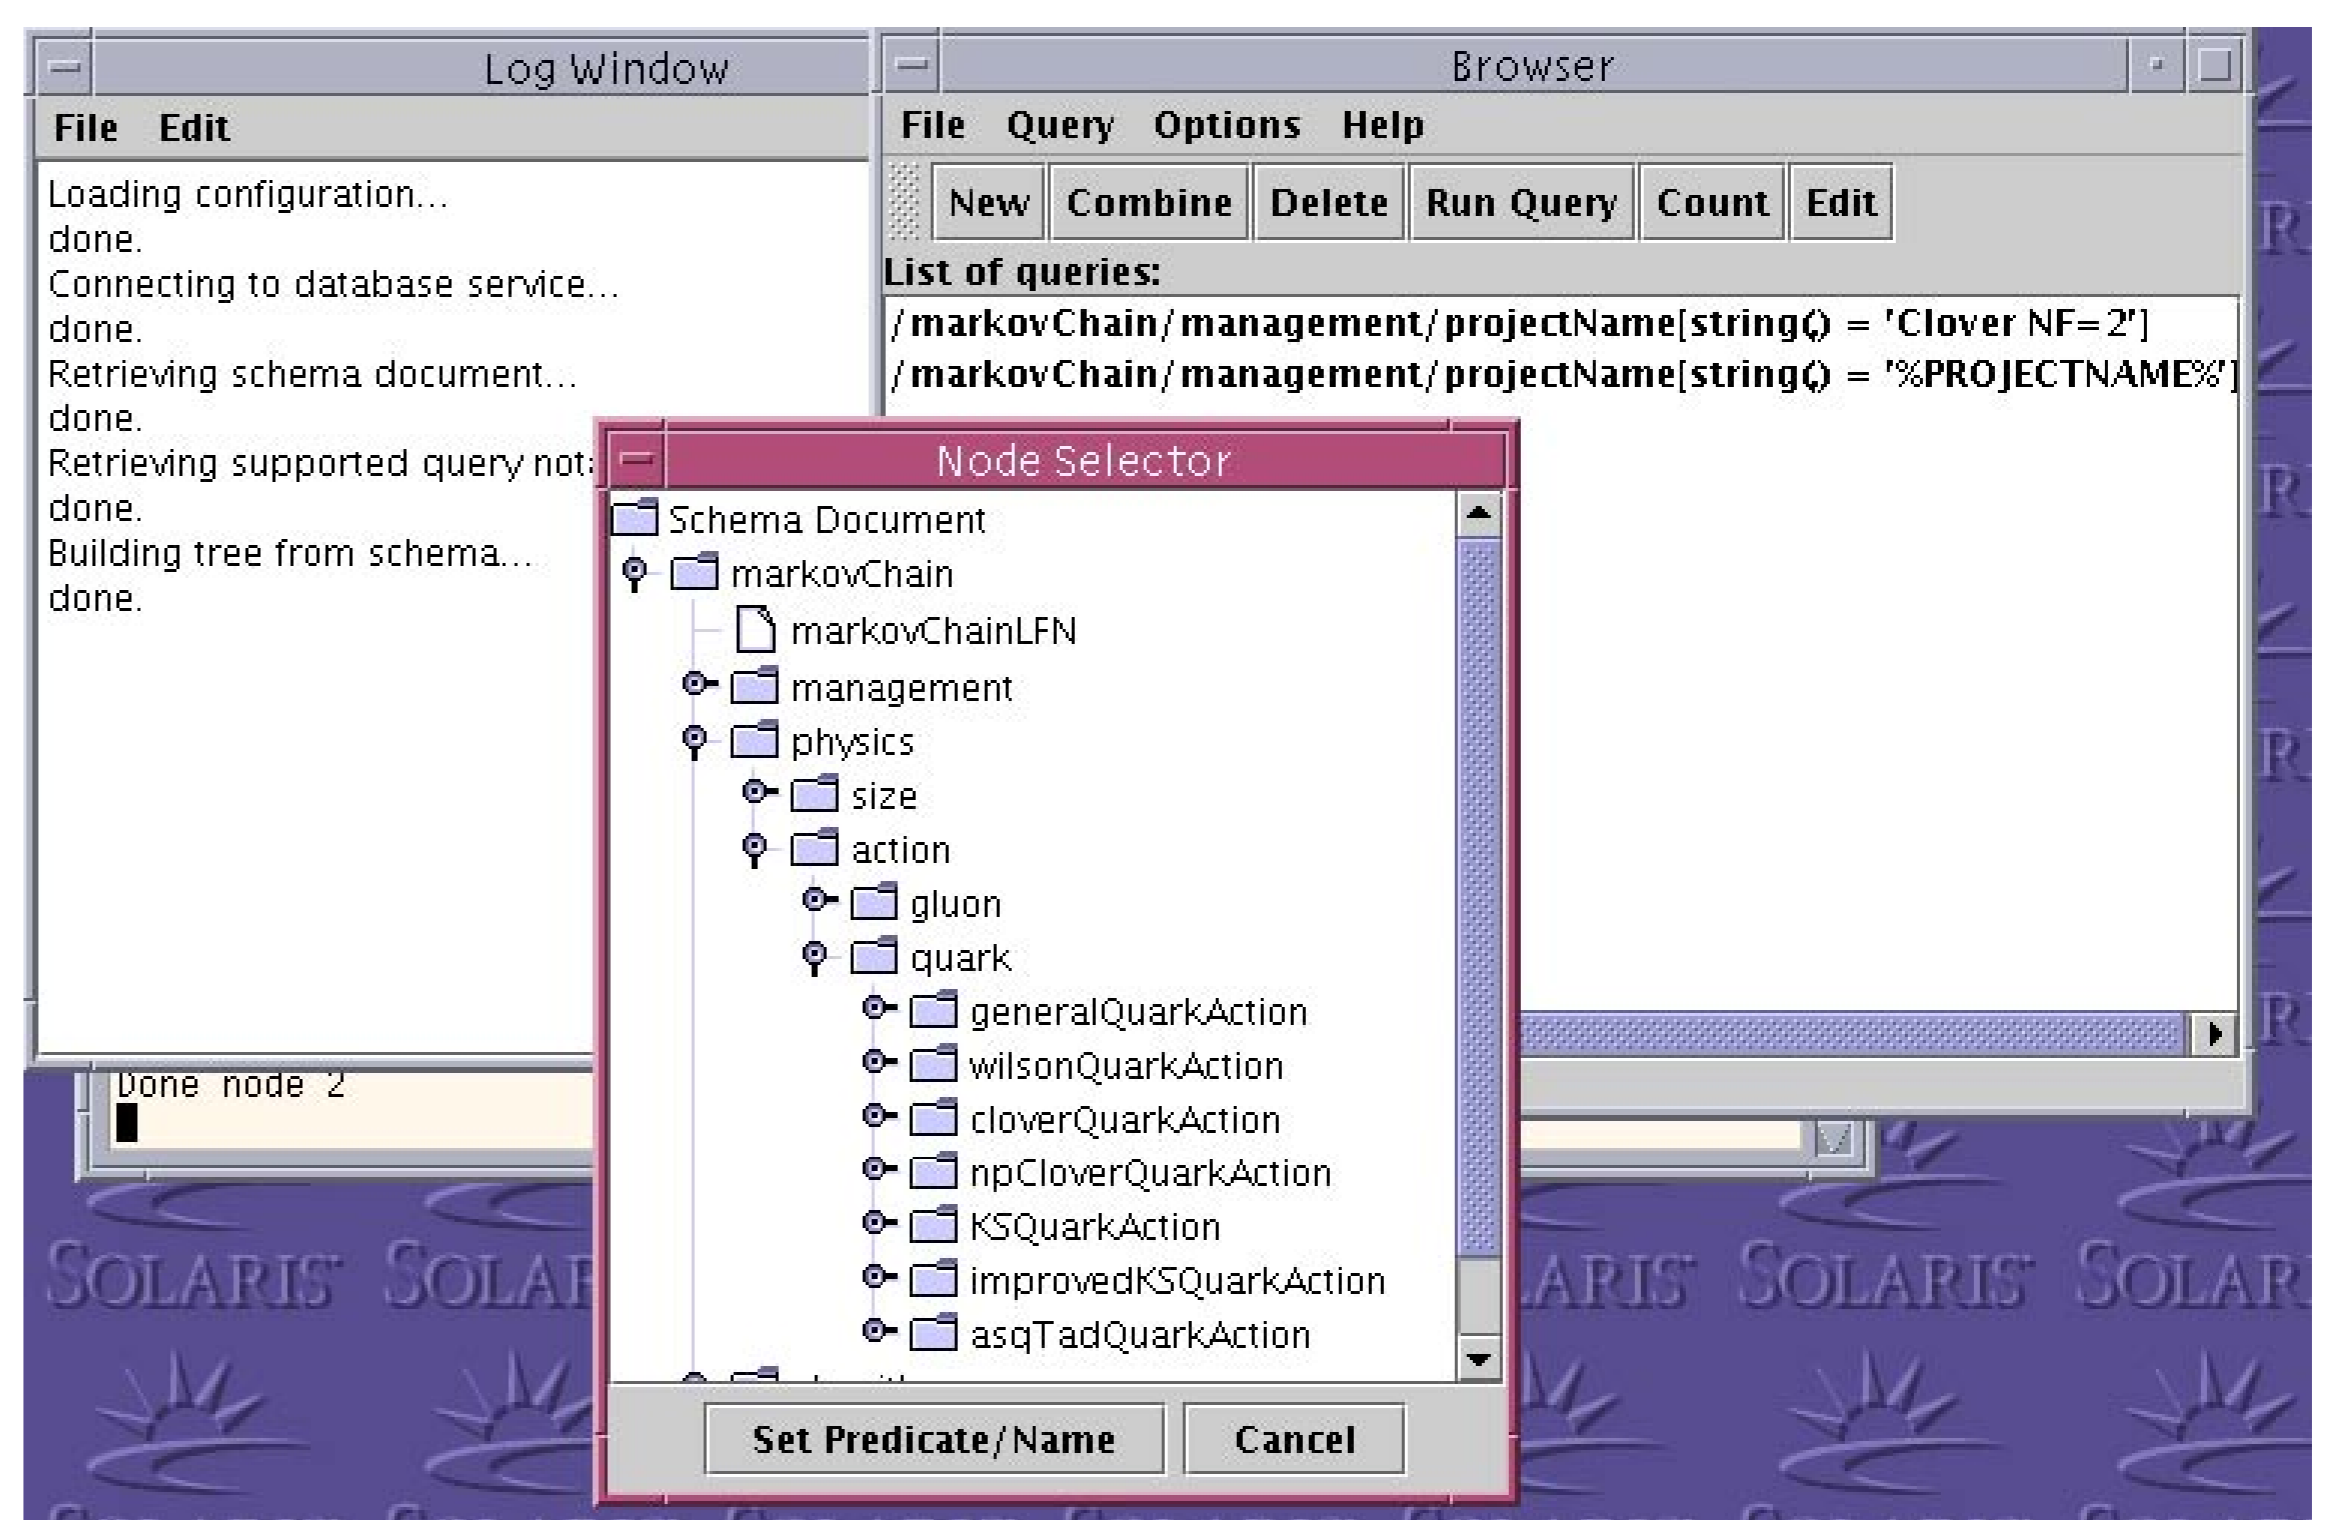 Log Window
File Edit
Loading configuration...
done.
Connecting to database service...
done.
Retrieving schema document...
done.
Retrieving supported query
done.
Building tree from schema...
done.
Browser
File Query Options Help
New Combine Delete Run Query Count Edit
List of queries:
/markovChain/management/projectName[string() = 'Clover NF=2']
/markovChain/management/projectName[string() = '%PROJECTNAME%']
Node Selector
Schema Document
markovChain
markovChainLFN
management
physics
size
action
gluon
quark
generalQuarkAction
wilsonQuarkAction
cloverQuarkAction
npCloverQuarkAction
KSQuarkAction
improvedKSQuarkAction
asqTadQuarkAction
Set Predicate/Name Cancel
Done node 2
SOLARIS SOLARIS